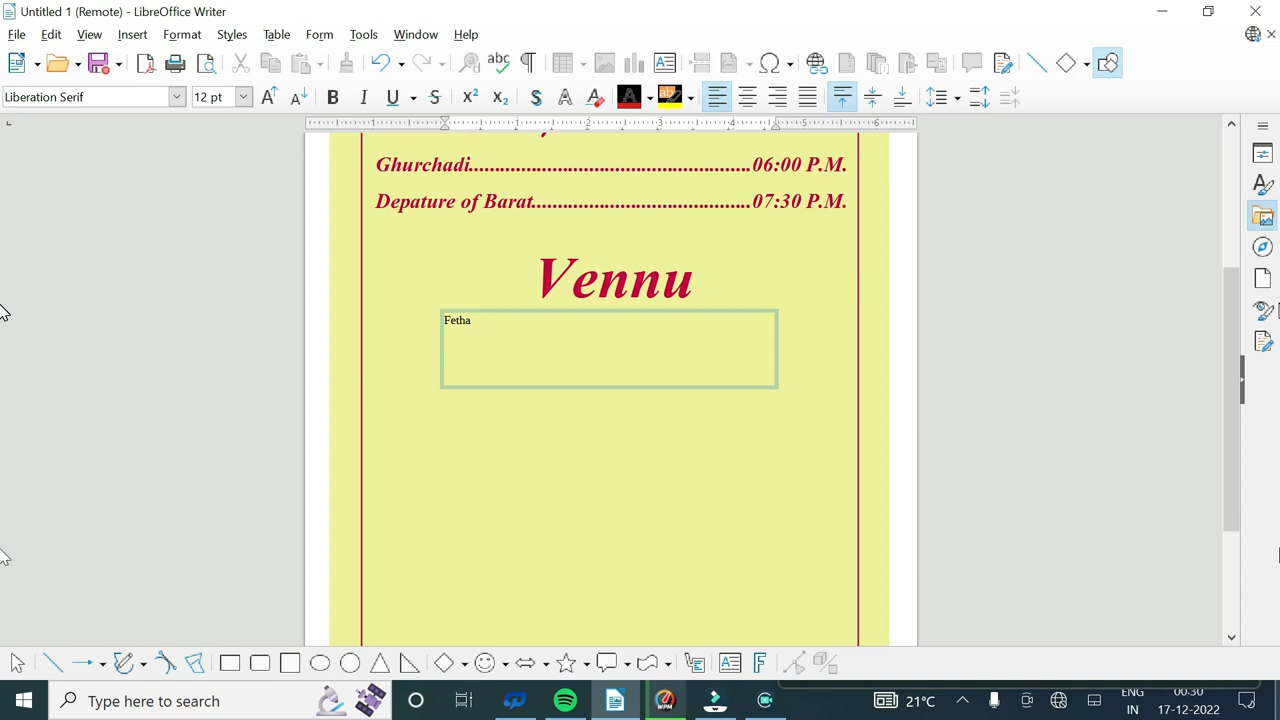 Untitled 1 (Remote) - LibreOffice Writer
File Edit View Insert Format Styles Table Form Tools Window Help
Liberation Serif 12 pt
Ghurchadi......................................................06:00 P.M.
Depature of Barat..........................................07:30 P.M.
Vennu
Fetha
Type here to search
WPM
21°C
ENG
IN
00:30
17-12-2022